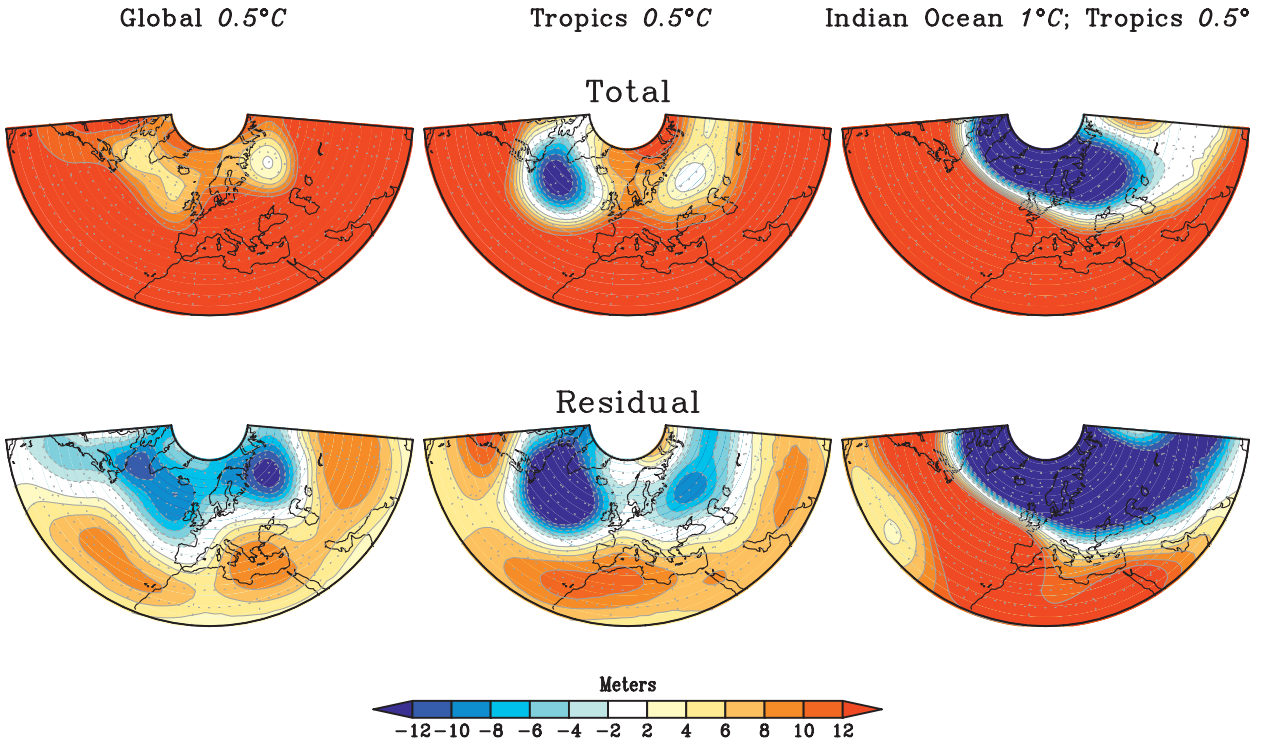 Global 0.5°C
Tropics 0.5°C
Indian Ocean 1°C; Tropics 0.5°
Total
Residual
Meters
−12 −10 −8 −6 −4 −2 2 4 6 8 10 12